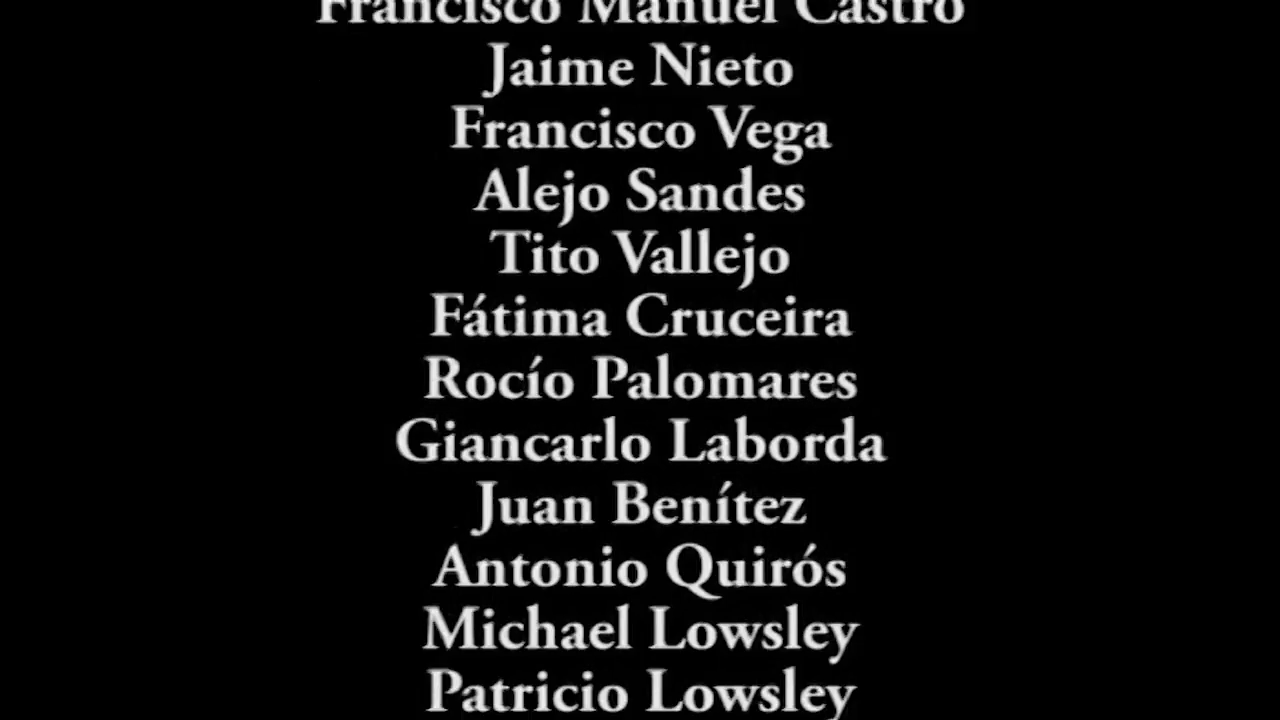 Francisco Manuel Castro
Jaime Nieto
Francisco Vega
Alejo Sandes
Tito Vallejo
Fátima Cruceira
Rocío Palomares
Giancarlo Laborda
Juan Benítez
Antonio Quirós
Michael Lowsley
Patricio Lowsley